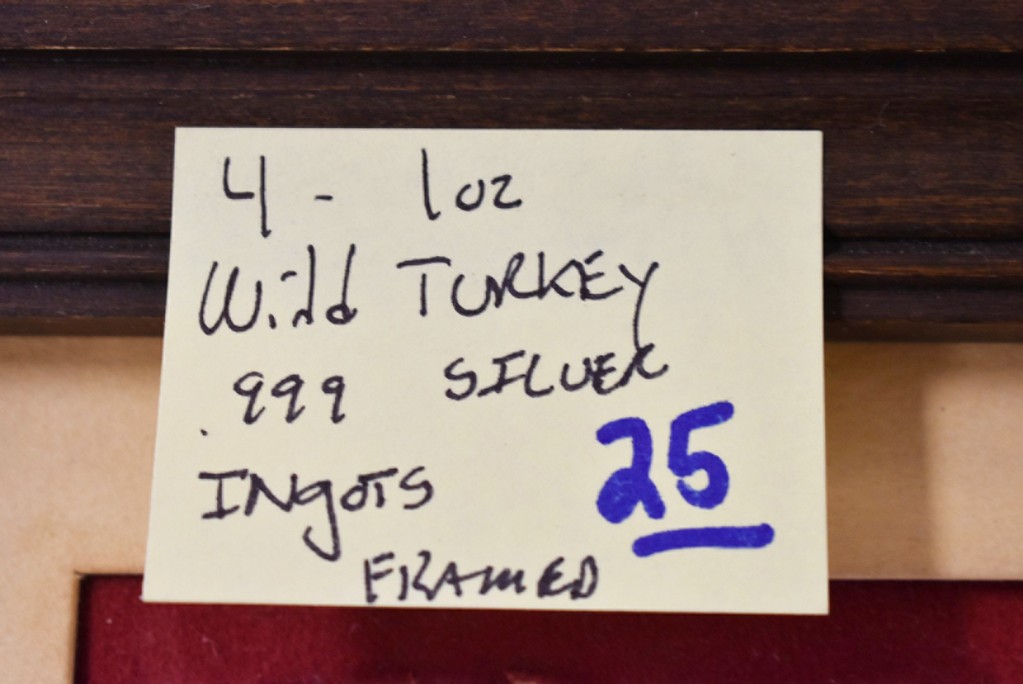 4 - 1oz
Wild TURKEY
.999 SILVER
INgOTS
25
FRAMED